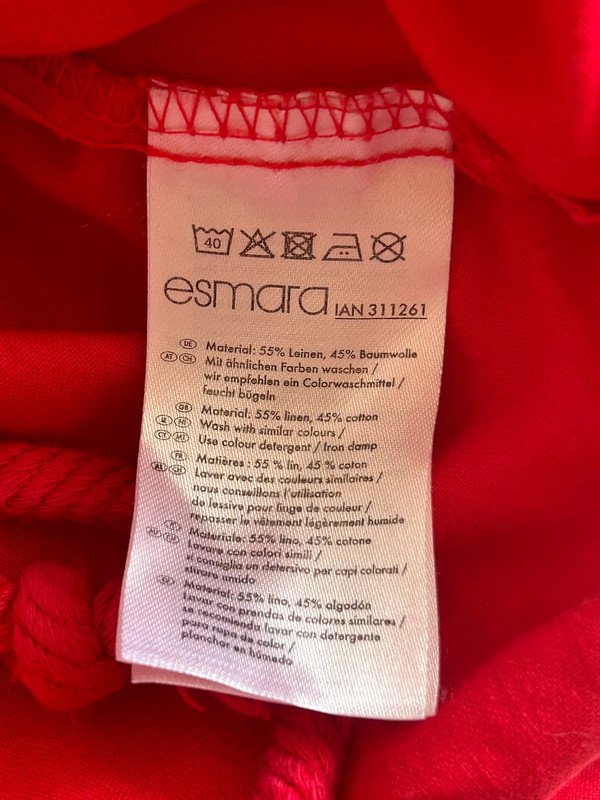 40
esmara IAN 311261
DE Material: 55% Leinen, 45% Baumwolle
AT CH Mit ähnlichen Farben waschen /
wir empfehlen ein Colorwaschmittel /
feucht bügeln
GB Material: 55% linen, 45% cotton
IE NI Wash with similar colours /
CY MT Use colour detergent / Iron damp
FR Matières : 55 % lin, 45 % coton
CH Laver avec des couleurs similaires /
nous conseillons l'utilisation
de lessive pour linge de couleur /
repasser le vêtement légèrement humide
Materiale: 55% lino, 45% cotone
Lavare con colori simili /
si consiglia un detersivo per capi colorati /
stirare umido
Material: 55% lino, 45% algodón
Lavar con prendas de colores similares /
se recomienda lavar con detergente
para ropa de color /
planchar en húmedo